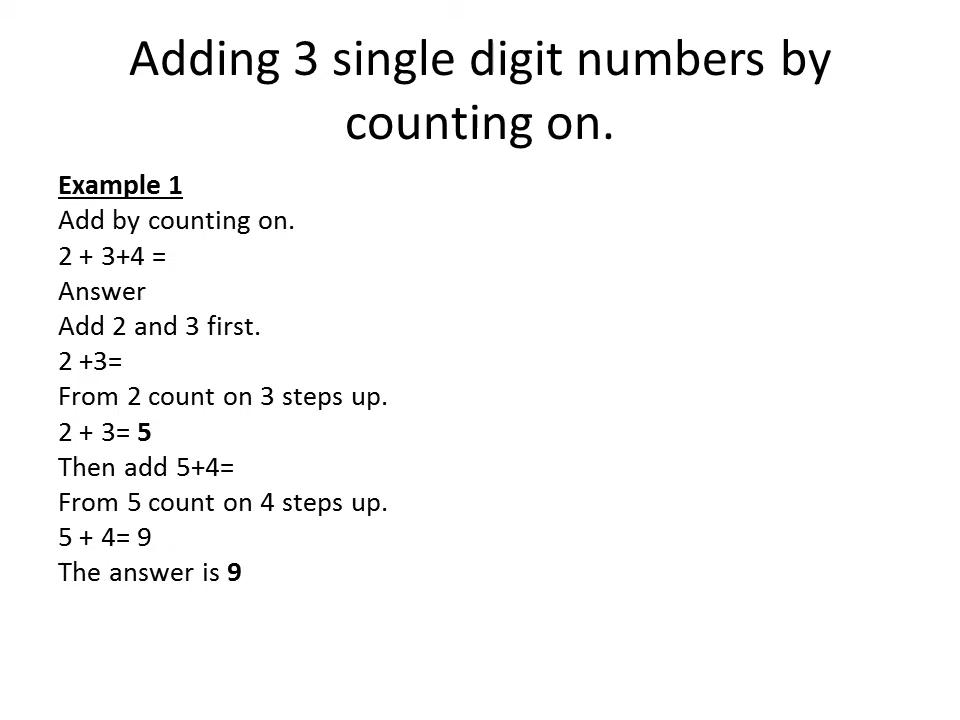 Adding 3 single digit numbers by
counting on.
Example 1
Add by counting on.
2 + 3+4 =
Answer
Add 2 and 3 first.
2 +3=
From 2 count on 3 steps up.
2 + 3= 5
Then add 5+4=
From 5 count on 4 steps up.
5 + 4= 9
The answer is 9